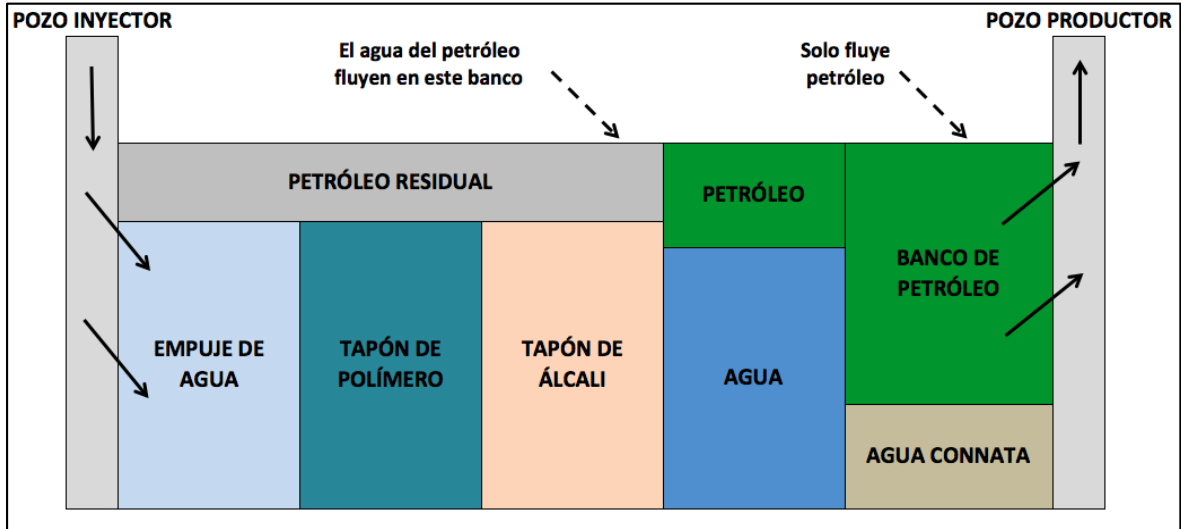 POZO INYECTOR
POZO PRODUCTOR
El agua del petróleo
fluyen en este banco
Solo fluye
petróleo
PETRÓLEO RESIDUAL
PETRÓLEO
BANCO DE
PETRÓLEO
EMPUJE DE
AGUA
TAPÓN DE
POLÍMERO
TAPÓN DE
ÁLCALI
AGUA
AGUA CONNATA